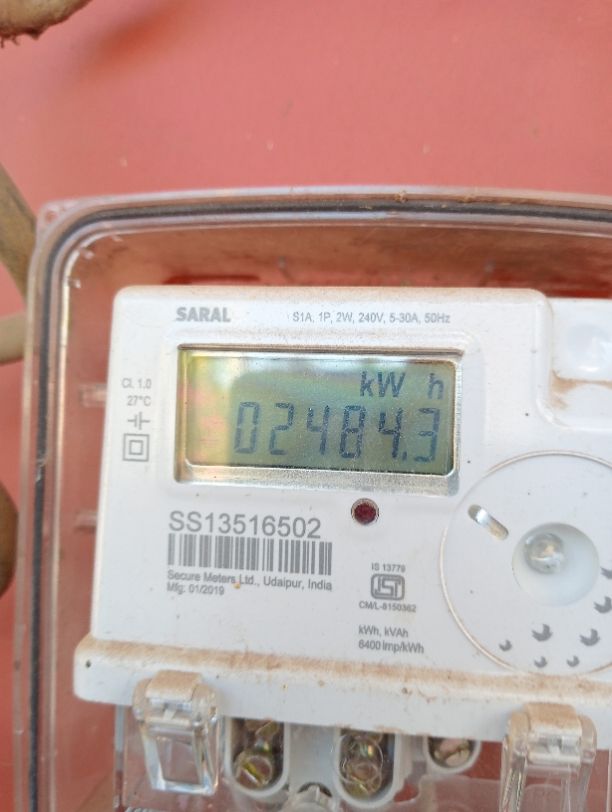 SARAL
S1A, 1P, 2W, 240V, 5-30A, 50Hz
Cl. 1.0
27°C
kW h
02484.3
SS13516502
Secure Meters Ltd., Udaipur, India
Mfg. 01/2019
IS 13779
ISI
CM/L-8150362
kWh, kVAh
6400 imp/kWh